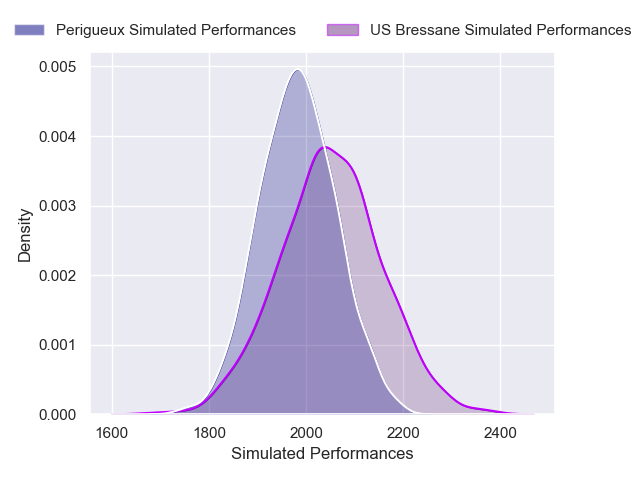 Perigueux Simulated Performances
US Bressane Simulated Performances
0.005
0.004
0.003
0.002
0.001
0.000
Density
1600 1800 2000 2200 2400
Simulated Performances